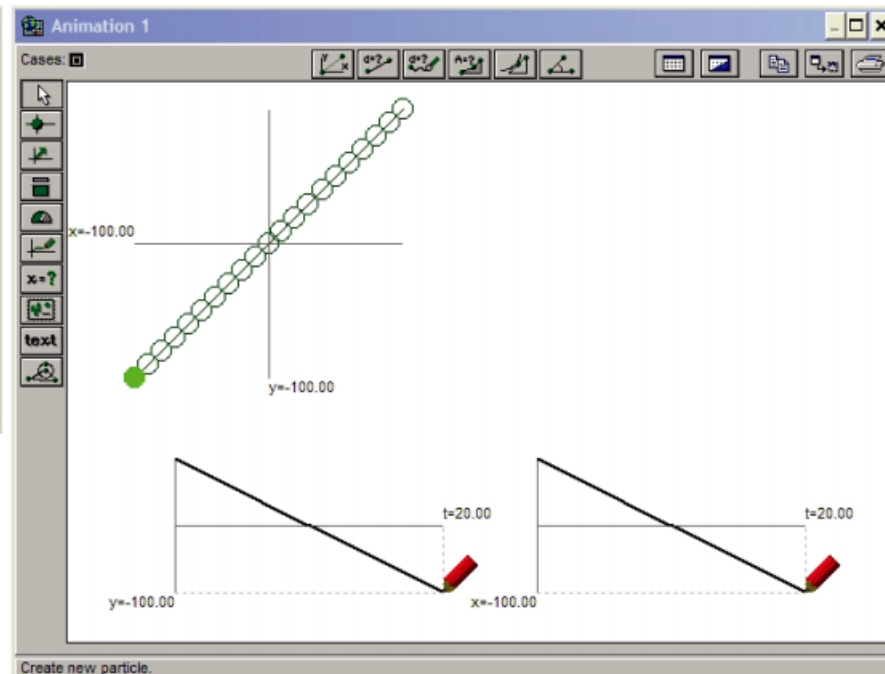 Animation 1
Cases:
x=-100.00
y=-100.00
x=?
text
t=20.00
t=20.00
y=-100.00
x=-100.00
Create new particle.